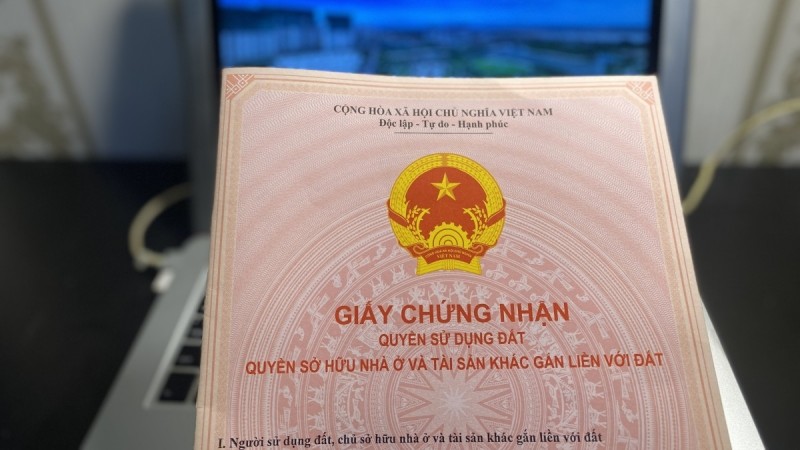 CỘNG HÒA XÃ HỘI CHỦ NGHĨA VIỆT NAM
Độc lập - Tự do - Hạnh phúc
VIỆT NAM
GIẤY CHỨNG NHẬN
QUYỀN SỬ DỤNG ĐẤT
QUYỀN SỞ HỮU NHÀ Ở VÀ TÀI SẢN KHÁC GẮN LIỀN VỚI ĐẤT
I. Người sử dụng đất, chủ sở hữu nhà ở và tài sản khác gắn liền với đất